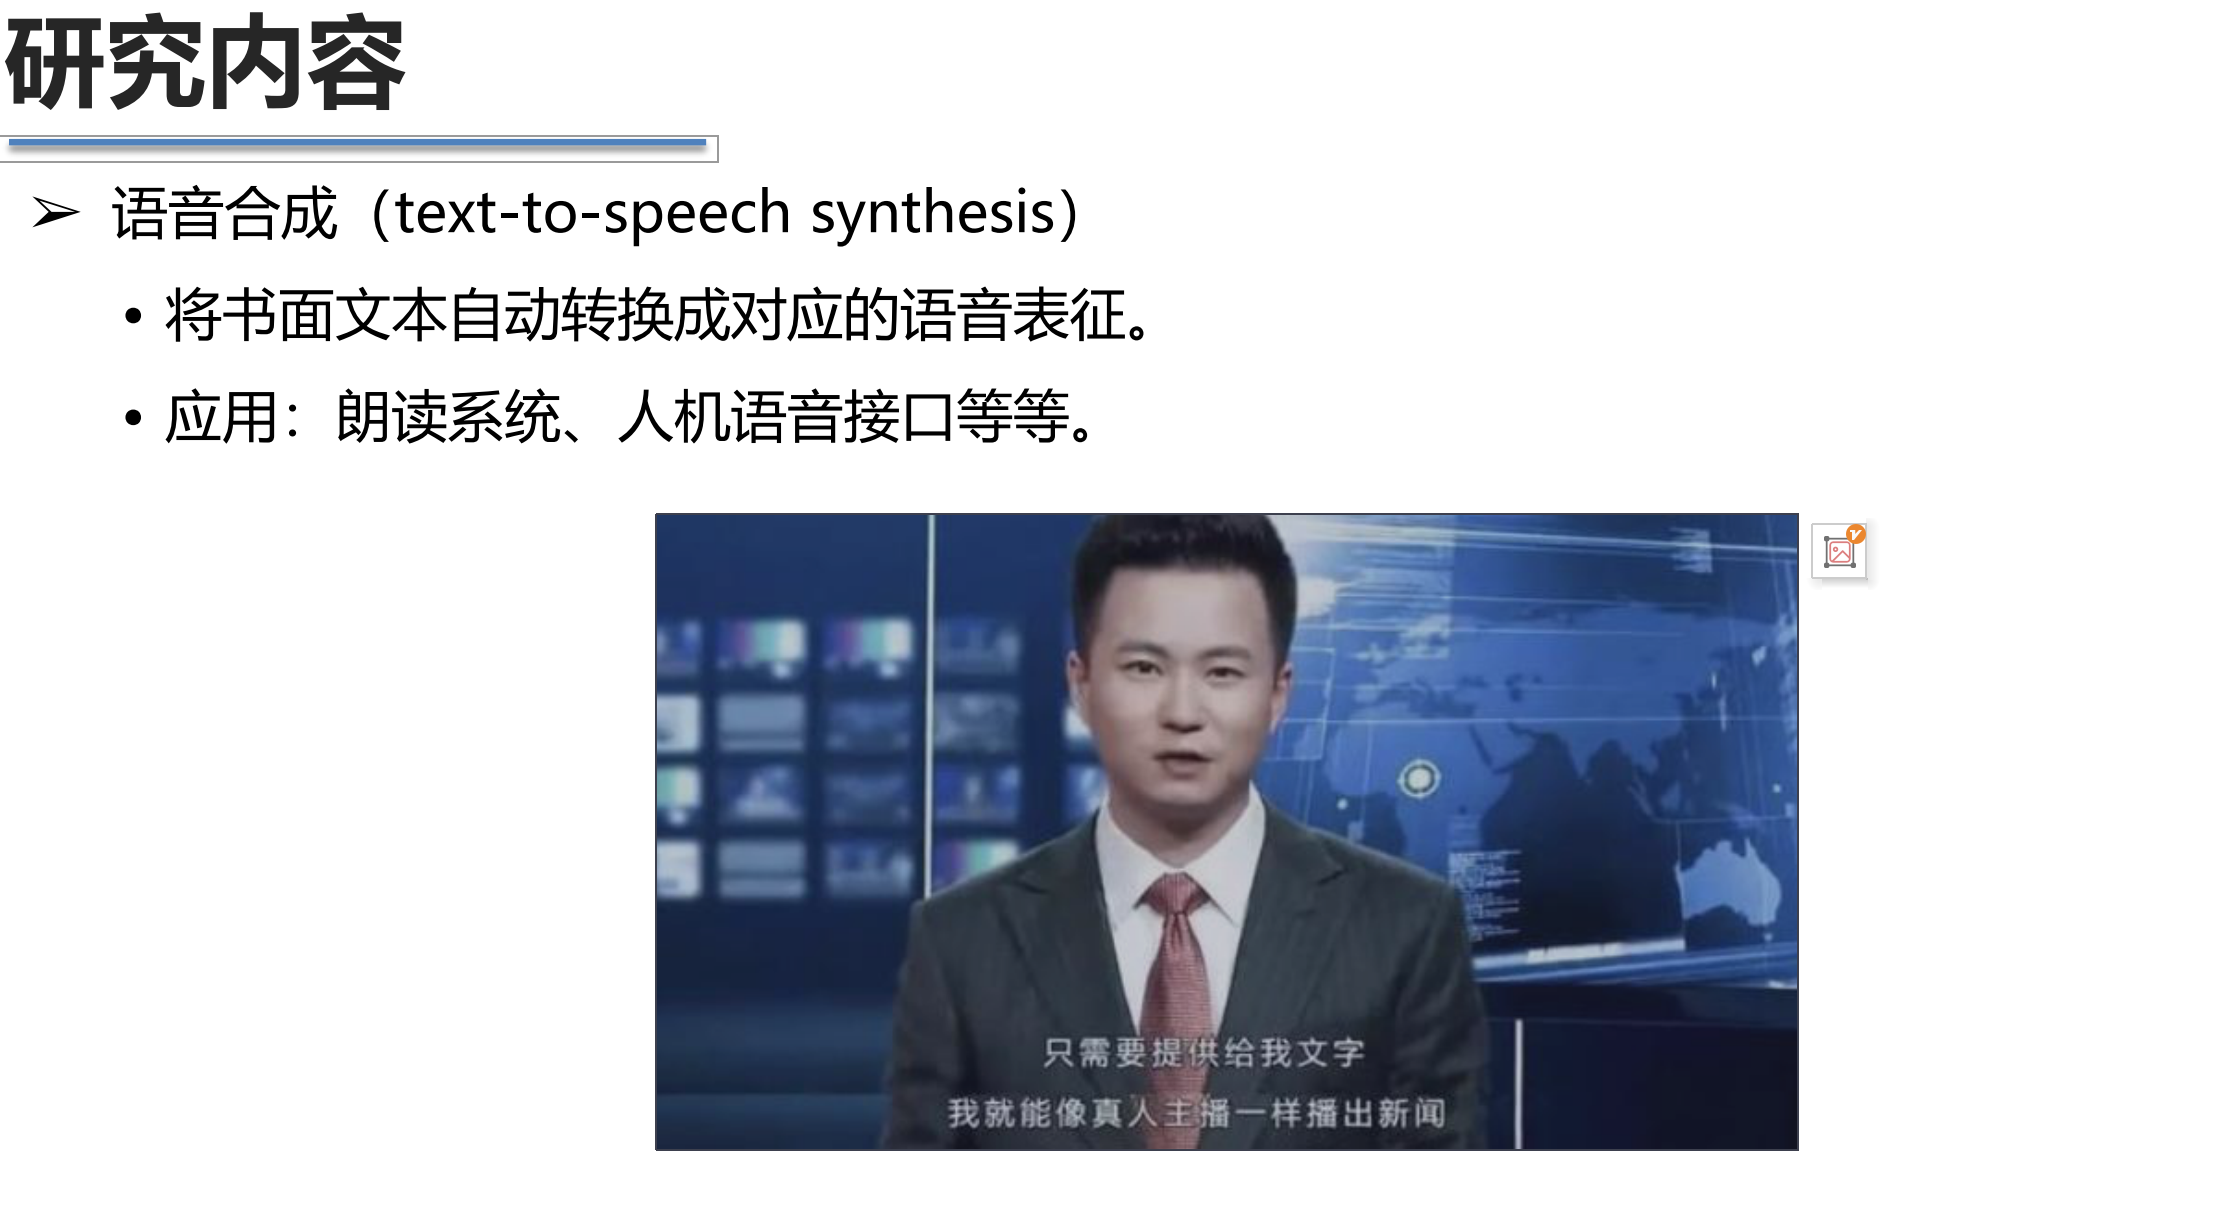 研究内容
➢ 语音合成（text-to-speech synthesis）
• 将书面文本自动转换成对应的语音表征。
• 应用：朗读系统、人机语音接口等等。
只需要提供给我文字
我就能像真人主播一样播出新闻